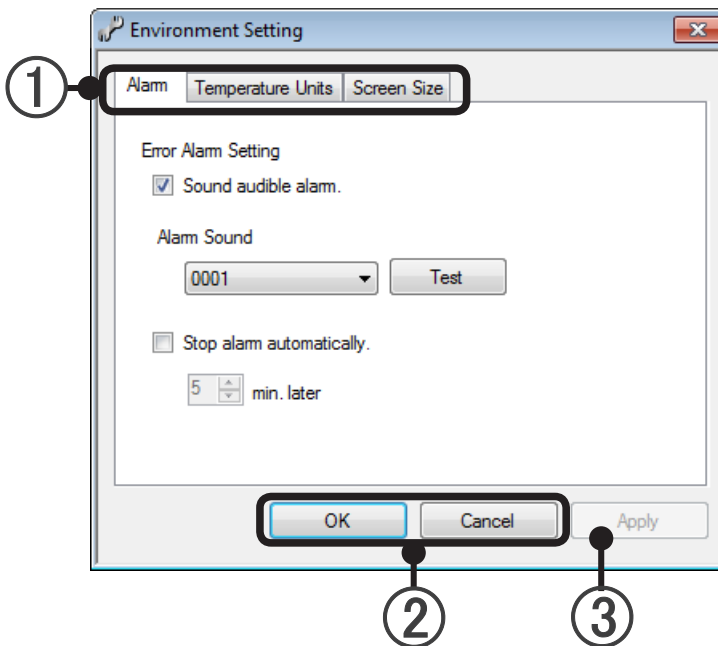 Environment Setting
① Alarm Temperature Units Screen Size
Error Alarm Setting
Sound audible alarm.
Alarm Sound
0001 Test
Stop alarm automatically.
5 min. later
OK Cancel Apply
② ③